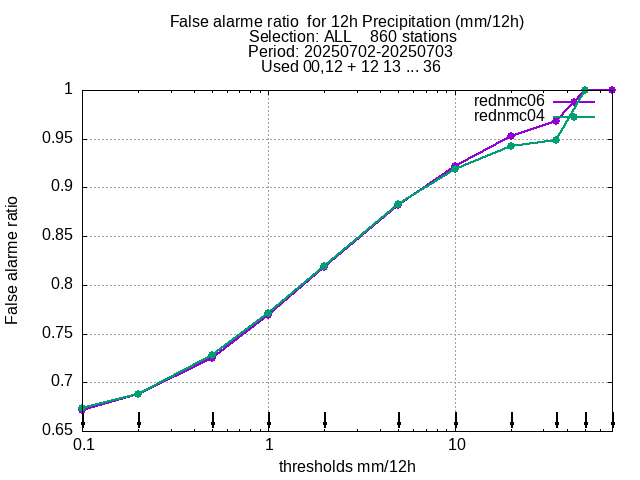 False alarme ratio  for 12h Precipitation (mm/12h)
Selection: ALL    860 stations
Period: 20250702-20250703
Used 00,12 + 12 13 ... 36
rednmc06
rednmc04
1
0.95
0.9
0.85
0.8
0.75
0.7
0.65
False alarme ratio
0.1 1 10
thresholds mm/12h